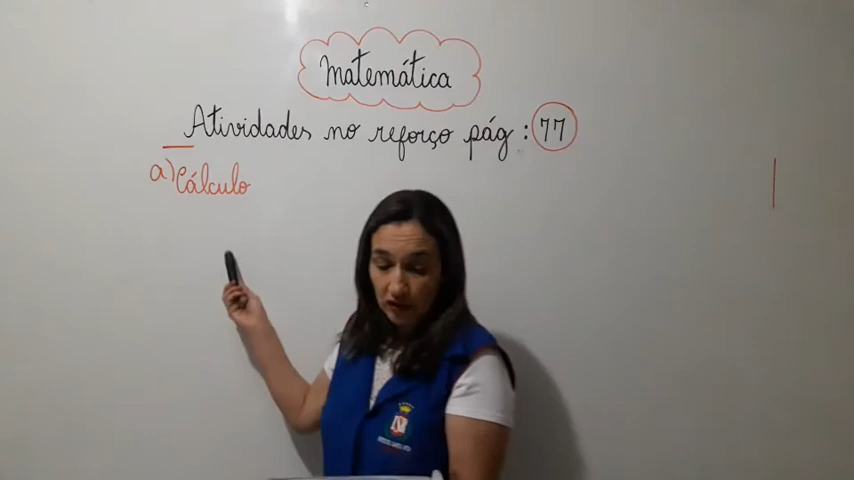 Matemática
Atividades no reforço pág: 77
a) Cálculo